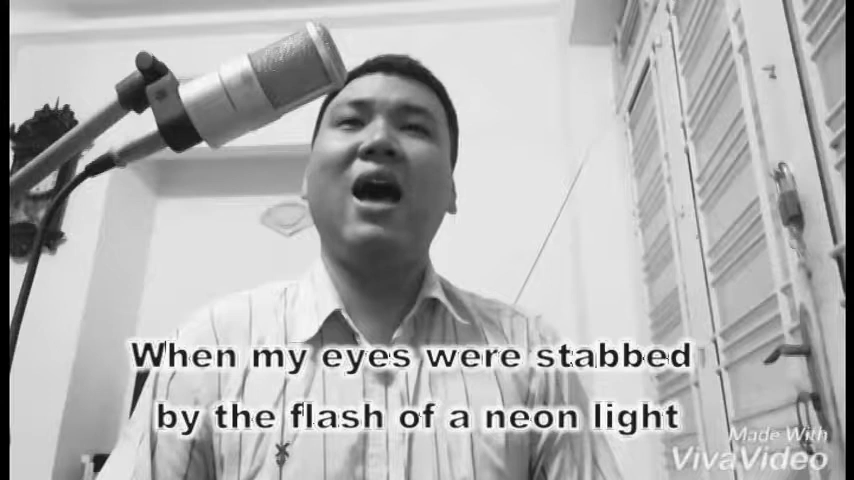 When my eyes were stabbed
by the flash of a neon light
Made With
VivaVideo